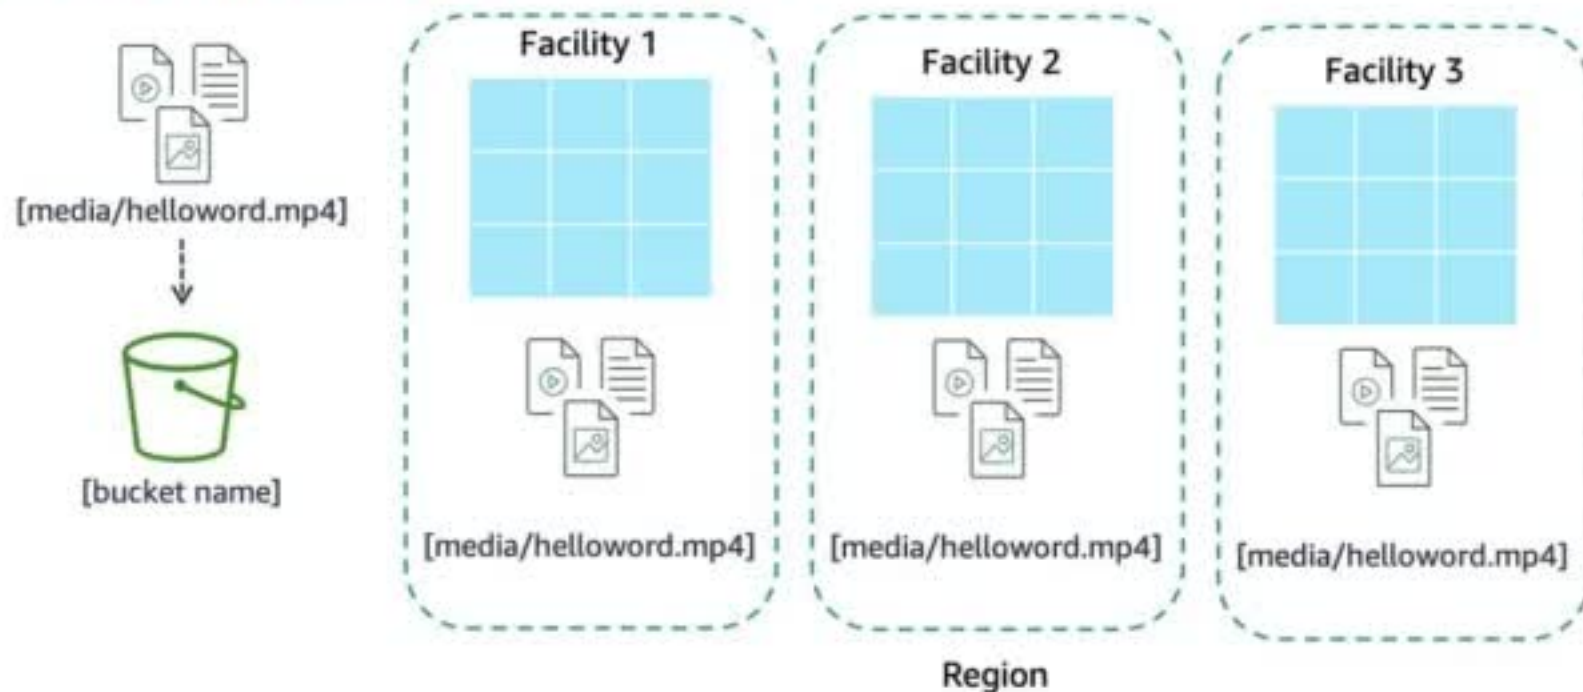 [media/helloword.mp4]
[bucket name]
Facility 1
[media/helloword.mp4]
Facility 2
[media/helloword.mp4]
Facility 3
[media/helloword.mp4]
Region